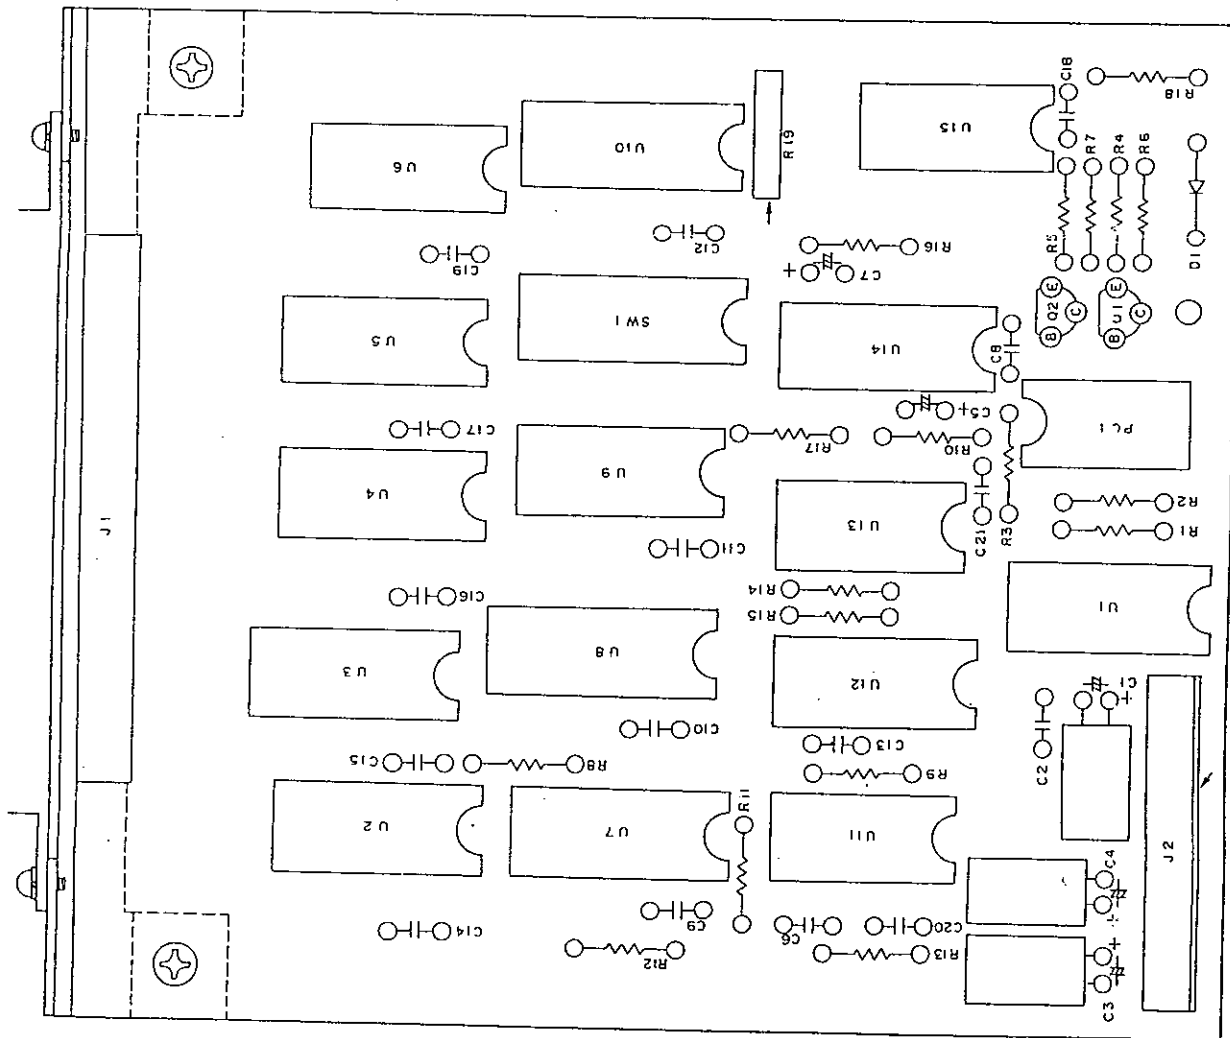 C18
R18
U15
R19
U10
U6
R7
R4
R6
R5
D1
C12
C19
R16
+
C7
E
Q2
B
C
E
U1
B
C
SW1
U5
U14
C8
C5+
PC1
C17
R17
R10
U9
U4
J1
U13
C21
R3
R2
R1
C11
R14
R15
C16
U1
U8
U3
U12
C1
+
C10
C13
C2
C15
R8
R9
R11
U2
U7
U11
J2
C4
+
C14
C9
C6
C20
R12
R13
+
C3